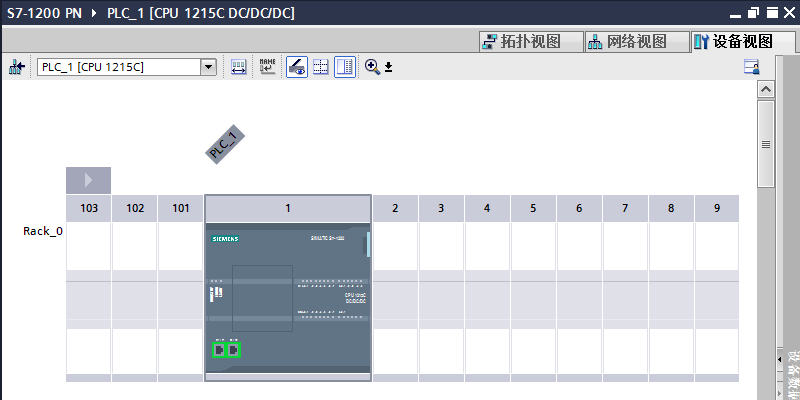 S7-1200 PN ▶ PLC_1 [CPU 1215C DC/DC/DC]
拓扑视图 网络视图 设备视图
PLC_1 [CPU 1215C]
NAME
PLC_1
103 102 101 1 2 3 4 5 6 7 8 9
Rack_0
SIEMENS SIMATIC S7-1200
CPU 1215C
DC/DC/DC